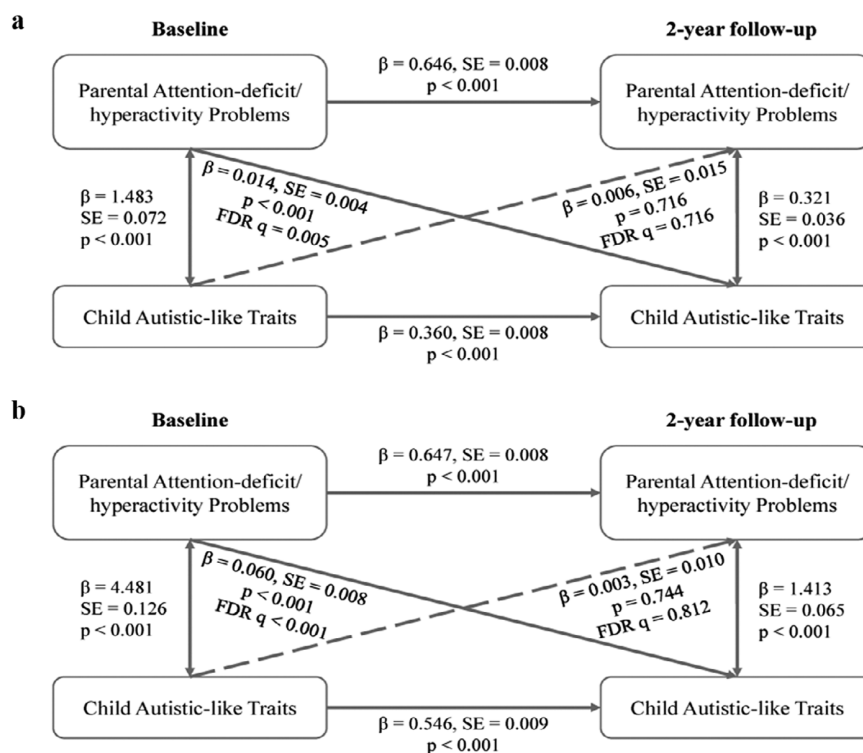 a
Baseline
2-year follow-up
Parental Attention-deficit/
hyperactivity Problems
β = 0.646, SE = 0.008
p < 0.001
Parental Attention-deficit/
hyperactivity Problems
β = 1.483
SE = 0.072
p < 0.001
β = 0.014, SE = 0.004
p < 0.001
FDR q = 0.005
β = 0.006, SE = 0.015
p = 0.716
FDR q = 0.716
β = 0.321
SE = 0.036
p < 0.001
Child Autistic-like Traits
β = 0.360, SE = 0.008
p < 0.001
Child Autistic-like Traits
b
Baseline
2-year follow-up
Parental Attention-deficit/
hyperactivity Problems
β = 0.647, SE = 0.008
p < 0.001
Parental Attention-deficit/
hyperactivity Problems
β = 4.481
SE = 0.126
p < 0.001
β = 0.060, SE = 0.008
p < 0.001
FDR q < 0.001
β = 0.003, SE = 0.010
p = 0.744
FDR q = 0.812
β = 1.413
SE = 0.065
p < 0.001
Child Autistic-like Traits
β = 0.546, SE = 0.009
p < 0.001
Child Autistic-like Traits